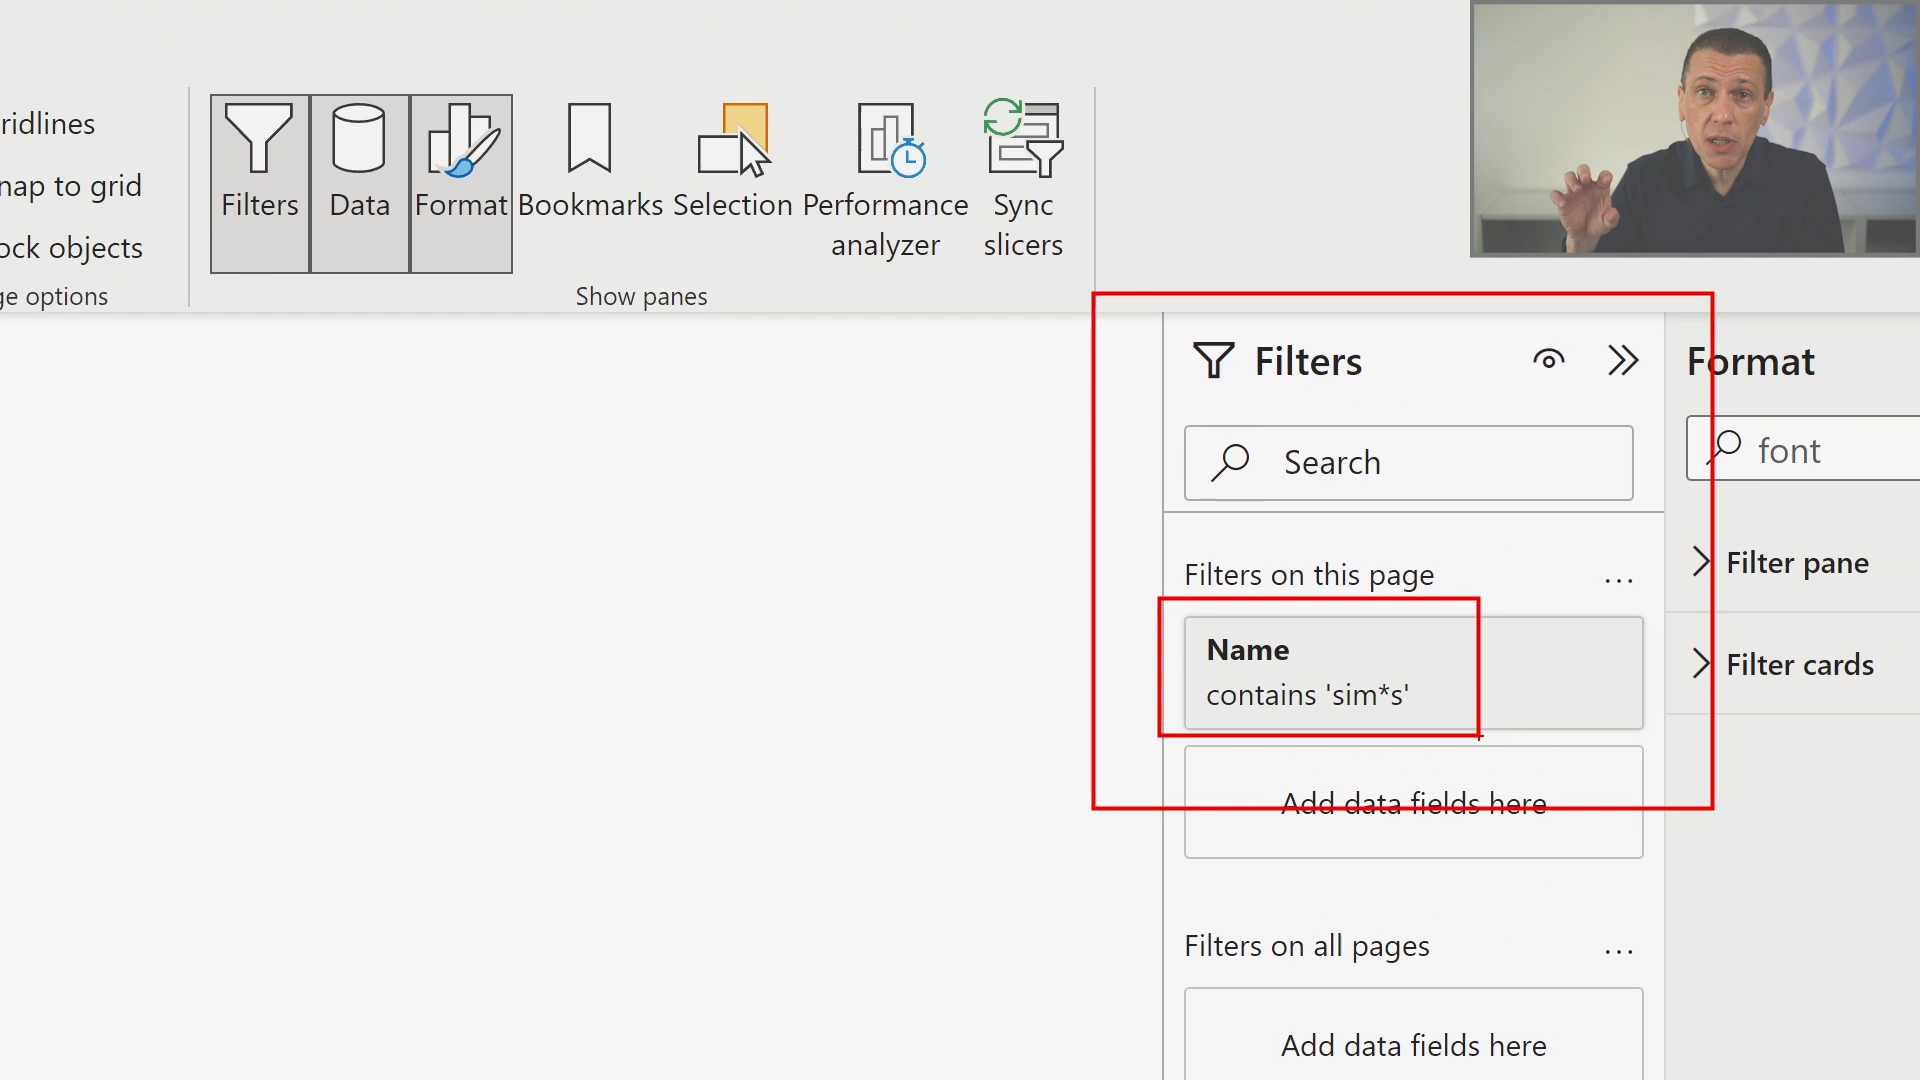 ridlines
nap to grid
ock objects
ge options
Filters
Data
Format
Bookmarks
Selection
Performance
analyzer
Sync
slicers
Show panes
Filters
Search
Filters on this page
...
Name
contains 'sim*s'
Add data fields here
Filters on all pages
...
Add data fields here
Format
font
Filter pane
Filter cards